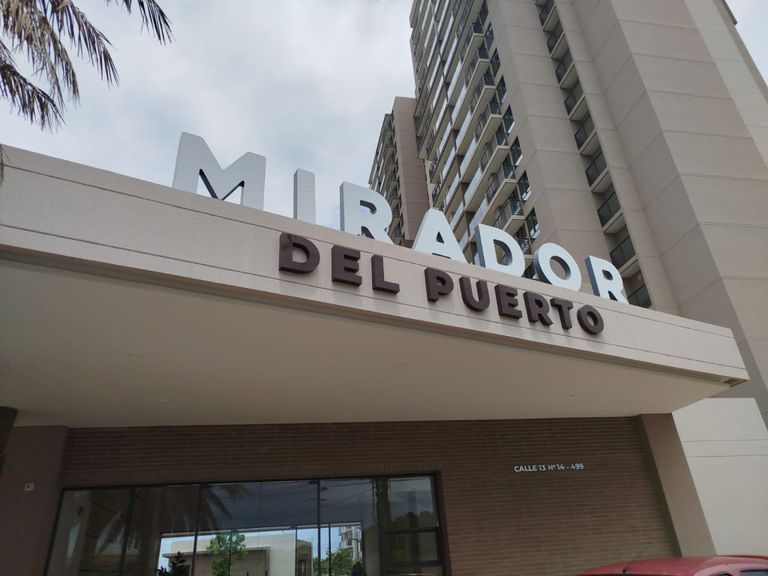 MIRADOR
DEL PUERTO
CALLE 13 Nº 14 - 499